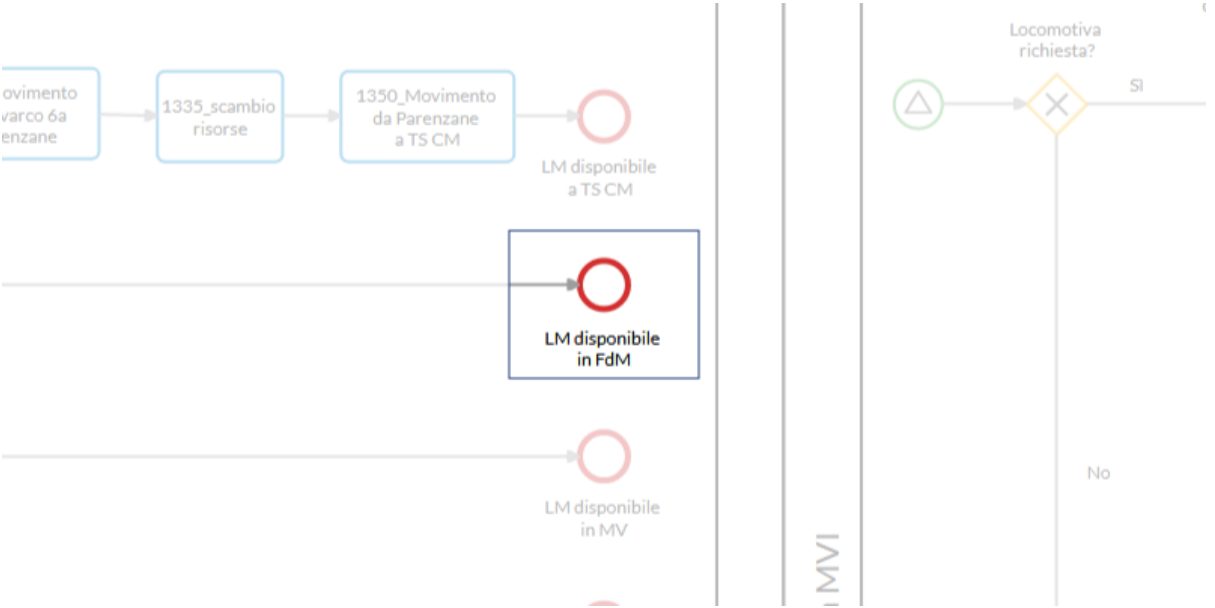 ovimento
varco 6a
enzane
1335_scambio
risorse
1350_Movimento
da Parenzane
a TS CM
LM disponibile
a TS CM
LM disponibile
in FdM
LM disponibile
in MV
MVI
Locomotiva
richiesta?
SI
No